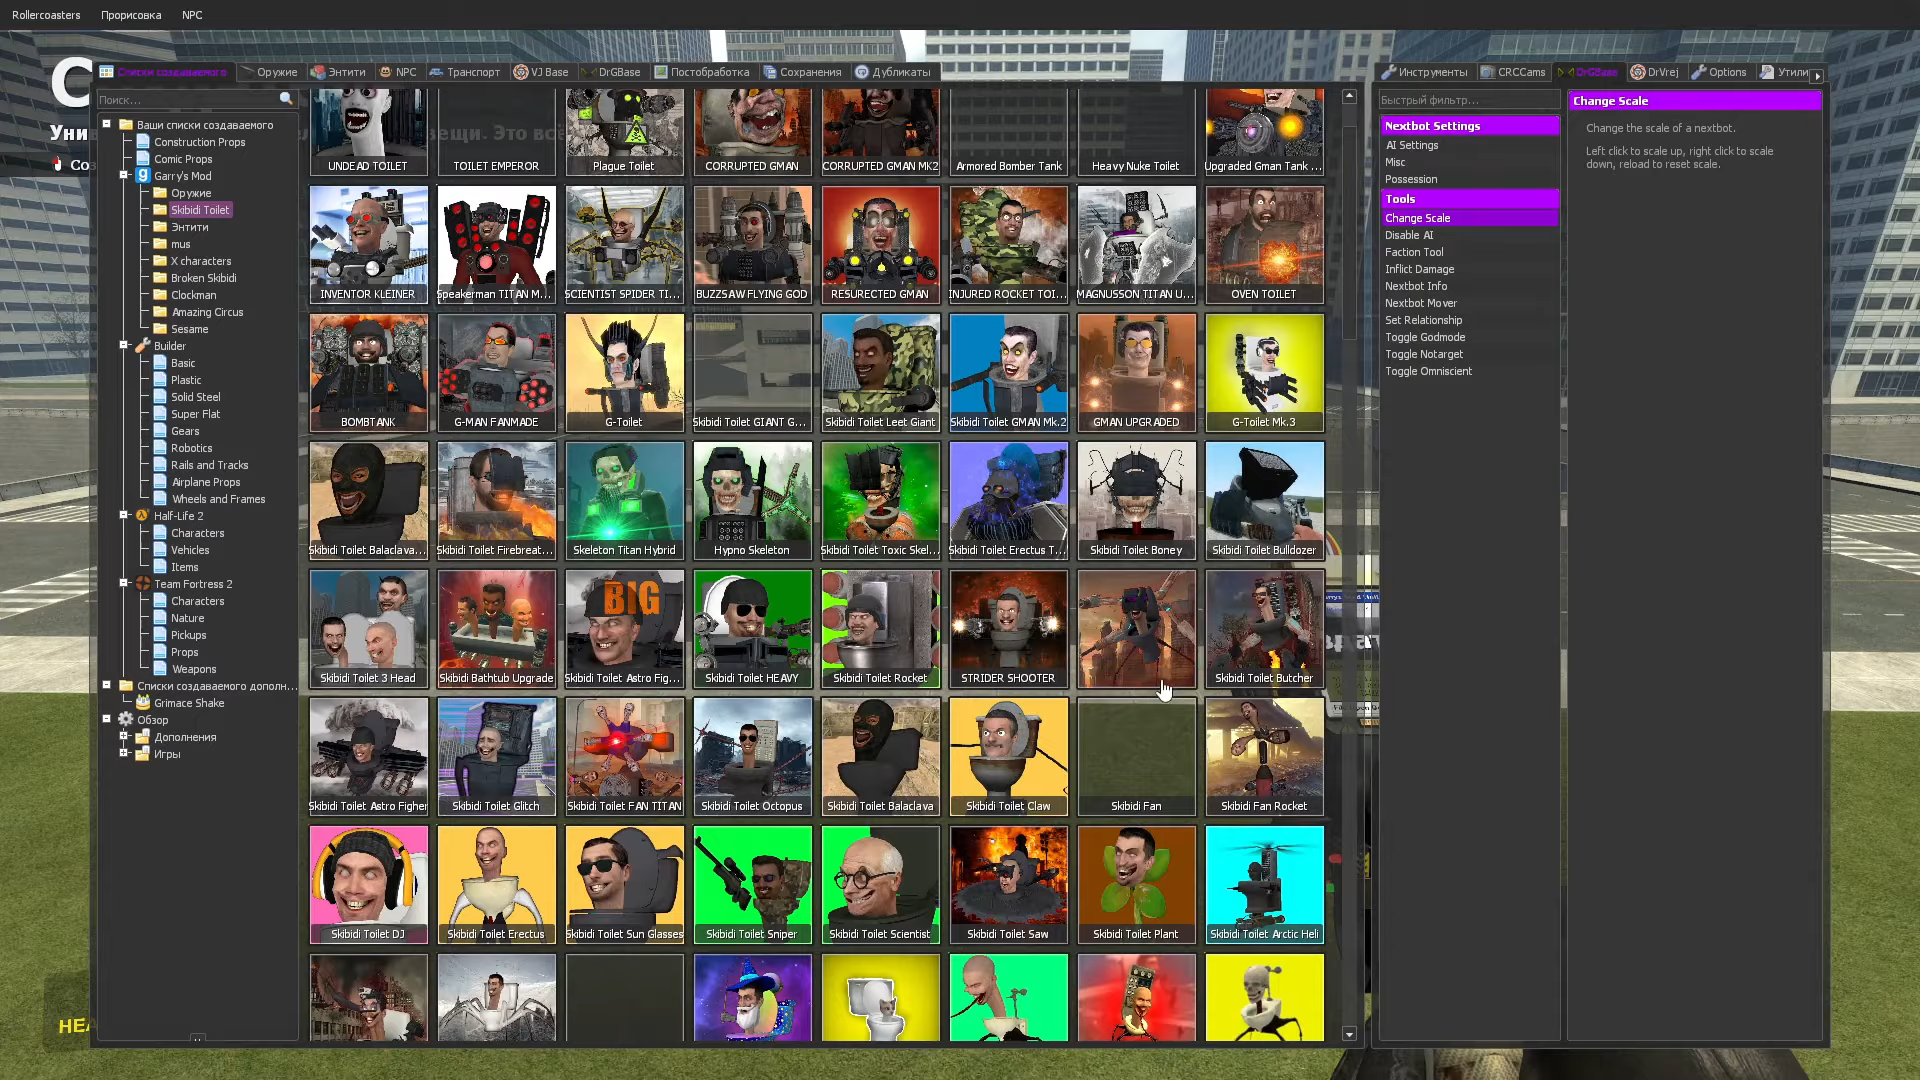 Rollercoasters Прорисовка NPC
Списки создаваемого Оружие Энтити NPC Транспорт VJ Base DrGBase Постобработка Сохранения Дубликаты
Поиск...
Ваши списки создаваемого
Construction Props
Comic Props
Garry's Mod
Оружие
Skibidi Toilet
Энтити
mus
X characters
Broken Skibidi
Clockman
Amazing Circus
Sesame
Builder
Basic
Plastic
Solid Steel
Super Flat
Gears
Robotics
Rails and Tracks
Airplane Props
Wheels and Frames
Half-Life 2
Characters
Vehicles
Items
Team Fortress 2
Characters
Nature
Pickups
Props
Weapons
Списки создаваемого дополн...
Grimace Shake
Обзор
Дополнения
Игры
UNDEAD TOILET TOILET EMPEROR Plague Toilet CORRUPTED GMAN CORRUPTED GMAN MK2 Armored Bomber Tank Heavy Nuke Toilet Upgraded Gman Tank ...
INVENTOR KLEINER Speakerman TITAN M... SCIENTIST SPIDER TI... BUZZSAW FLYING GOD RESURECTED GMAN INJURED ROCKET TOI... MAGNUSSON TITAN U... OVEN TOILET
BOMBTANK G-MAN FANMADE G-Toilet Skibidi Toilet GIANT G... Skibidi Toilet Leet Giant Skibidi Toilet GMAN Mk.2 GMAN UPGRADED G-Toilet Mk.3
Skibidi Toilet Balaclava... Skibidi Toilet Firebreat... Skeleton Titan Hybrid Hypno Skeleton Skibidi Toilet Toxic Skel... Skibidi Toilet Erectus T... Skibidi Toilet Boney Skibidi Toilet Bulldozer
BIG
Skibidi Toilet 3 Head Skibidi Bathtub Upgrade Skibidi Toilet Astro Fig... Skibidi Toilet HEAVY Skibidi Toilet Rocket STRIDER SHOOTER Skibidi Toilet Butcher
Skibidi Toilet Astro Figher Skibidi Toilet Glitch Skibidi Toilet FAN TITAN Skibidi Toilet Octopus Skibidi Toilet Balaclava Skibidi Toilet Claw Skibidi Fan Skibidi Fan Rocket
Skibidi Toilet DJ Skibidi Toilet Erectus Skibidi Toilet Sun Glasses Skibidi Toilet Sniper Skibidi Toilet Scientist Skibidi Toilet Saw Skibidi Toilet Plant Skibidi Toilet Arctic Heli
Инструменты CRCCams DrGBase DrVrej Options Утили
Быстрый фильтр...
Nextbot Settings
AI Settings
Misc
Possession
Tools
Change Scale
Disable AI
Faction Tool
Inflict Damage
Nextbot Info
Nextbot Mover
Set Relationship
Toggle Godmode
Toggle Notarget
Toggle Omniscient
Change Scale
Change the scale of a nextbot.
Left click to scale up, right click to scale
down, reload to reset scale.